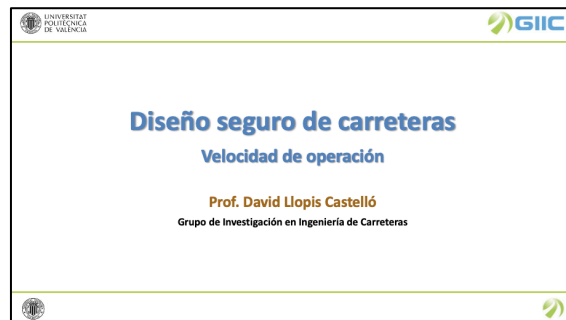 UNIVERSITAT
POLITÈCNICA
DE VALÈNCIA
GIIC
Diseño seguro de carreteras
Velocidad de operación
Prof. David Llopis Castelló
Grupo de Investigación en Ingeniería de Carreteras